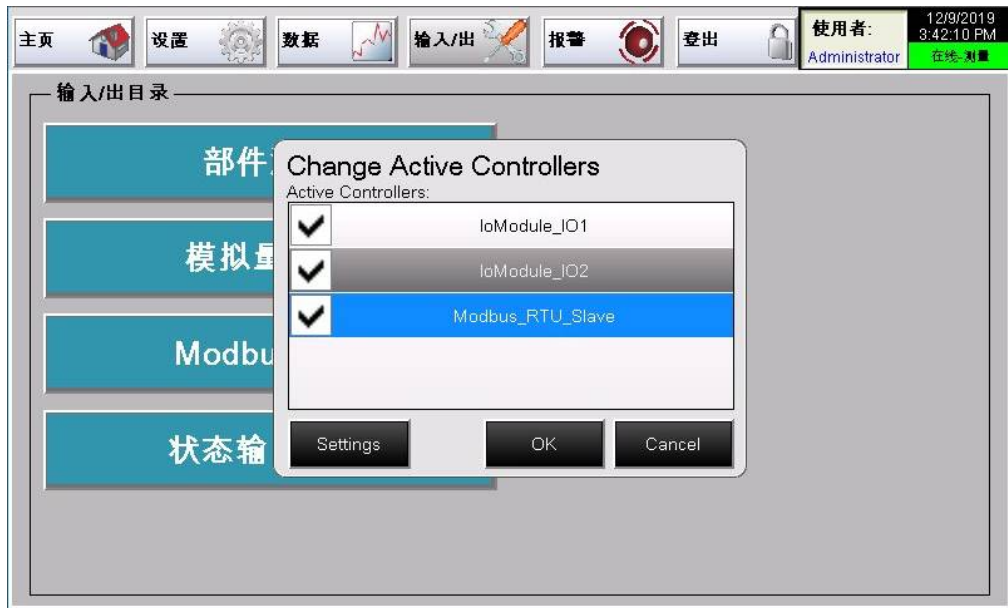 主页
设置
数据
输入/出
报警
登出
使用者:
Administrator
12/9/2019
3:42:10 PM
在线-测量
输入/出目录
部件
模拟量
Modbu
状态输
Change Active Controllers
Active Controllers:
IoModule_IO1
IoModule_IO2
Modbus_RTU_Slave
Settings
OK
Cancel